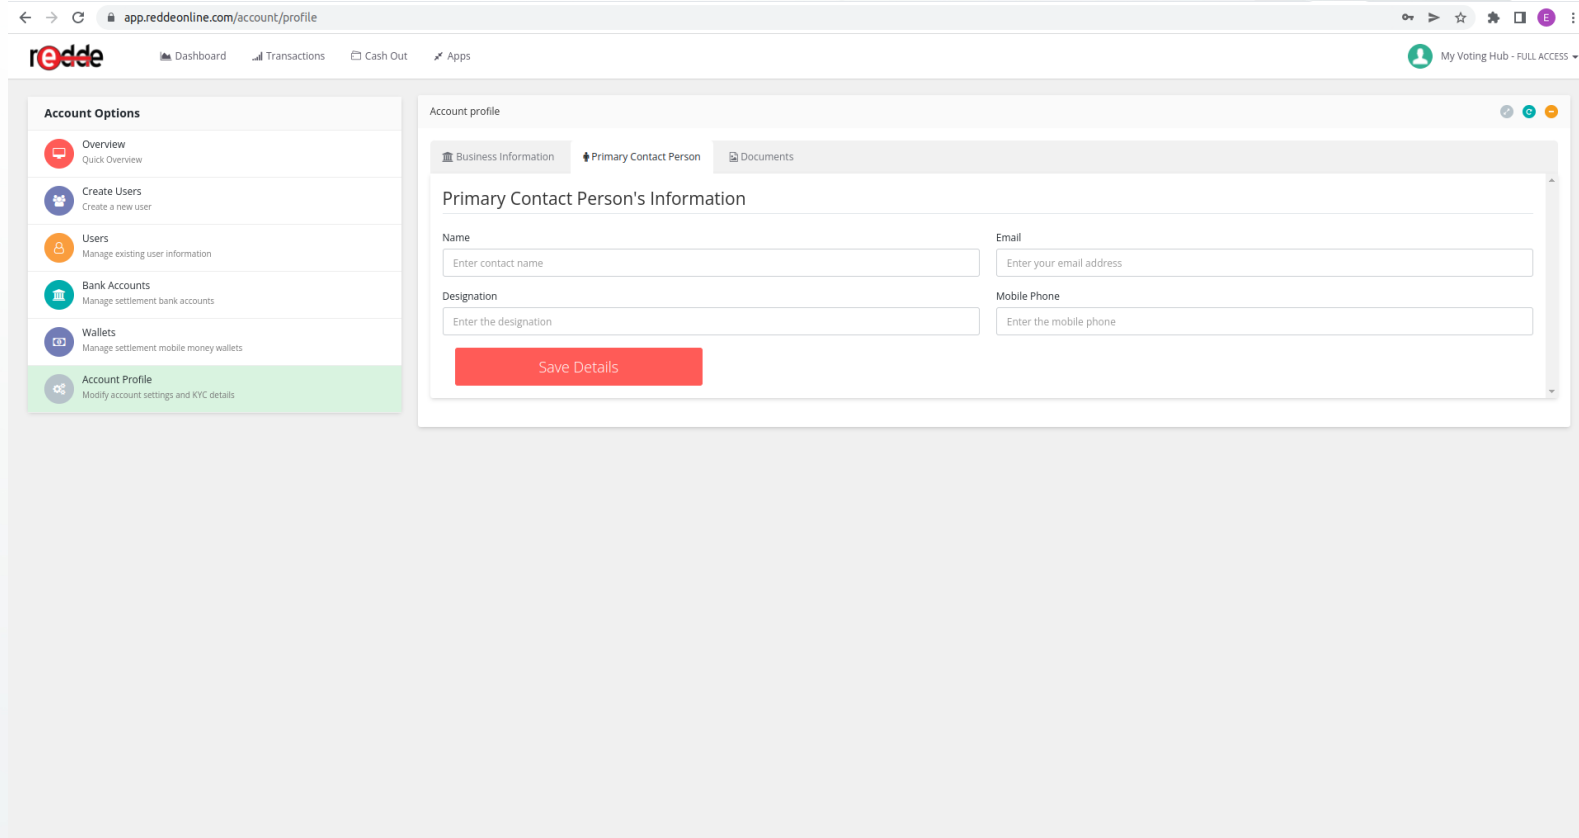 app.reddeonline.com/account/profile
E
redde
Dashboard
Transactions
Cash Out
Apps
My Voting Hub - FULL ACCESS
Account Options
Overview
Quick Overview
Create Users
Create a new user
Users
Manage existing user information
Bank Accounts
Manage settlement bank accounts
Wallets
Manage settlement mobile money wallets
Account Profile
Modify account settings and KYC details
Account profile
Business Information
Primary Contact Person
Documents
Primary Contact Person's Information
Name
Enter contact name
Email
Enter your email address
Designation
Enter the designation
Mobile Phone
Enter the mobile phone
Save Details